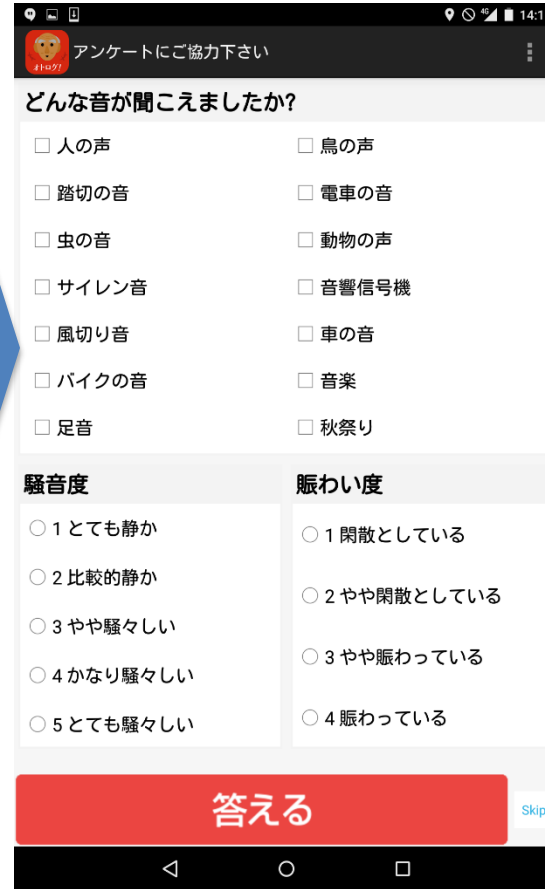 4G 14:1
オトログ! アンケートにご協力下さい
どんな音が聞こえましたか?
人の声 鳥の声
踏切の音 電車の音
虫の音 動物の声
サイレン音 音響信号機
風切り音 車の音
バイクの音 音楽
足音 秋祭り
騒音度
1 とても静か
2 比較的静か
3 やや騒々しい
4 かなり騒々しい
5 とても騒々しい
賑わい度
1 閑散としている
2 やや閑散としている
3 やや賑わっている
4 賑わっている
答える
Skip